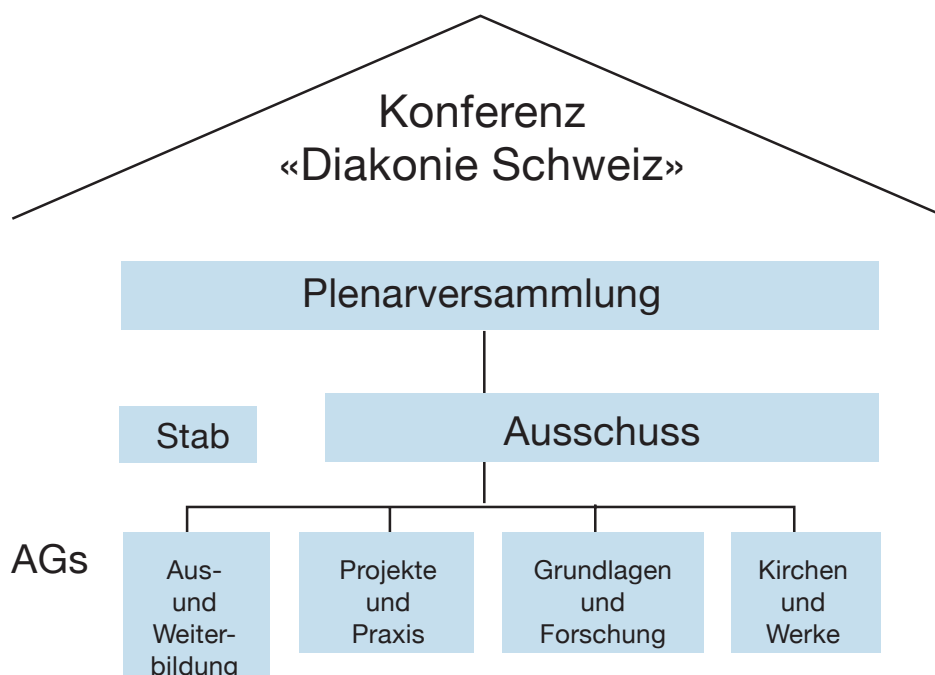 Konferenz
«Diakonie Schweiz»
Plenarversammlung
Stab
Ausschuss
AGs
Aus-
und
Weiter-
bildung
Projekte
und
Praxis
Grundlagen
und
Forschung
Kirchen
und
Werke